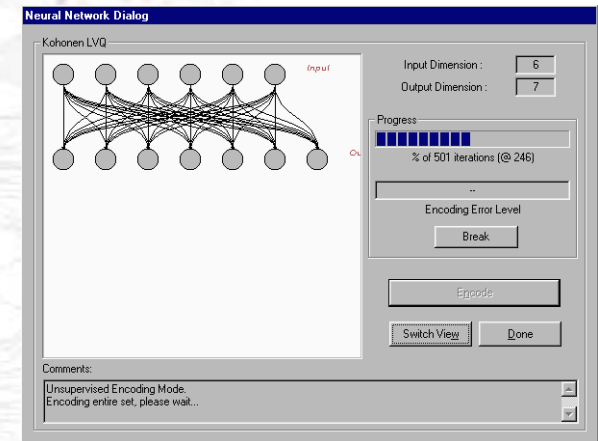 Neural Network Dialog
Kohonen LVQ
Input
Ou
Input Dimension :
6
Output Dimension :
7
Progress
% of 501 iterations (@ 246)
--
Encoding Error Level
Break
Encode
Switch View
Done
Comments:
Unsupervised Encoding Mode.
Encoding entire set, please wait...